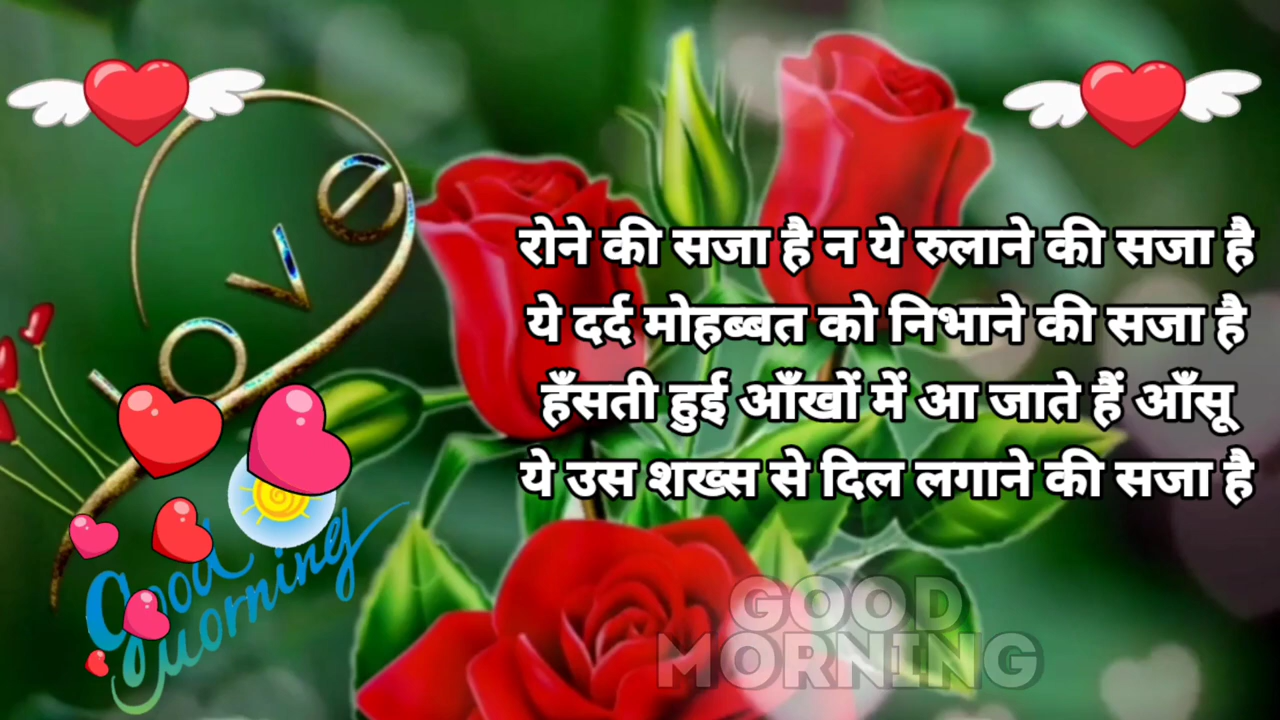 Love
रोने की सजा है न ये रुलाने की सजा है
ये दर्द मोहब्बत को निभाने की सजा है
हँसती हुई आँखों में आ जाते हैं आँसू
ये उस शख्स से दिल लगाने की सजा है
Good
Morning
GOOD
MORNING